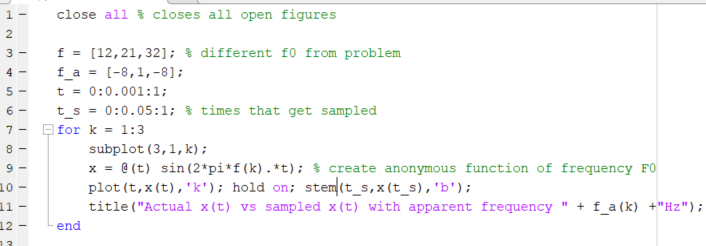 1 – close all % closes all open figures
2
3 – f = [12,21,32]; % different f0 from problem
4 – f_a = [-8,1,-8];
5 – t = 0:0.001:1;
6 – t_s = 0:0.05:1; % times that get sampled
7 – for k = 1:3
8 – subplot(3,1,k);
9 – x = @(t) sin(2*pi*f(k).*t); % create anonymous function of frequency F0
10 – plot(t,x(t),'k'); hold on; stem(t_s,x(t_s),'b');
11 – title("Actual x(t) vs sampled x(t) with apparent frequency " + f_a(k) +"Hz");
12 – end
13